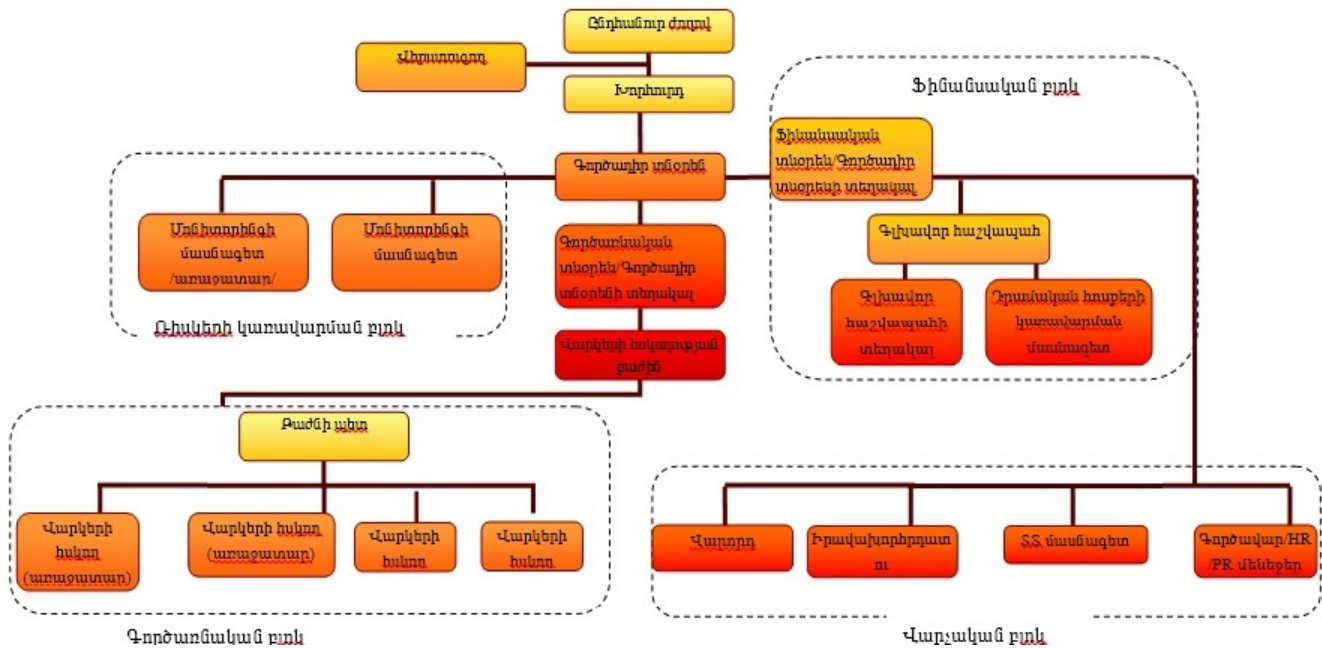 Ընդհանուր ժողով
Վերստուգող
Խորհուրդ
Ֆինանսական բլոկ
Ֆինանսական
տնօրեն/Գործադիր
տնօրենի տեղակալ
Գործադիր տնօրեն
Մոնիտորինգի
մասնագետ
/առաջատար/
Մոնիտորինգի
մասնագետ
Գործառնական
տնօրեն/Գործադիր
տնօրենի տեղակալ
Գլխավոր հաշվապահ
Գլխավոր
հաշվապահի
տեղակալ
Դրամական հոսքերի
կառավարման
մասնագետ
Ռիսկերի կառավարման բլոկ
Վարկերի հսկողության
բաժին
Բաժնի պետ
Վարկերի
հսկող
(առաջատար)
Վարկերի հսկող
(առաջատար)
Վարկերի
հսկող
Վարկերի
հսկող
Վարորդ
Իրավախորհրդատ
ու
ՏՏ մասնագետ
Գործավար/HR
/PR մենեջեր
Գործառնական բլոկ
Վարչական բլոկ